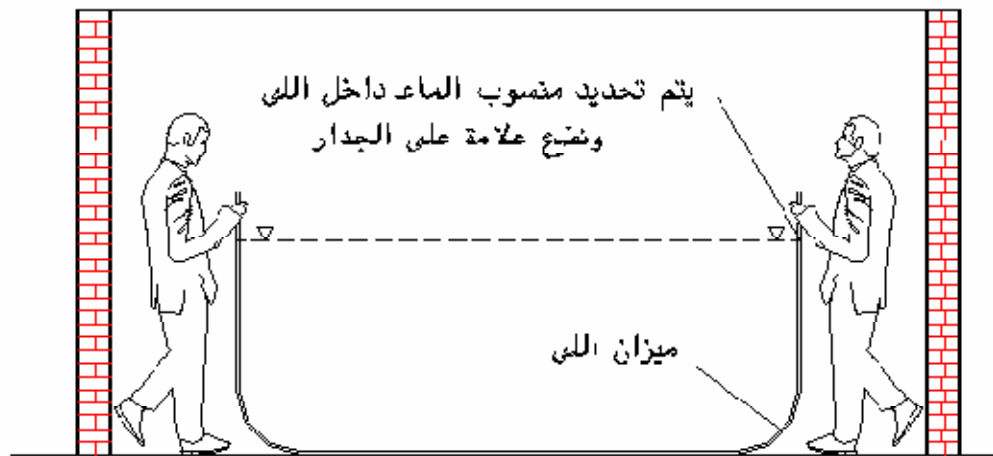 يتم تحديد منسوب الماء داخل اللى
ونضع علامة على الجدار
ميزان اللى